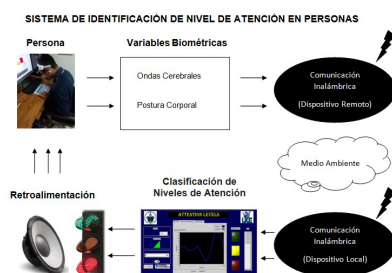 SISTEMA DE IDENTIFICACIÓN DE NIVEL DE ATENCIÓN EN PERSONAS
Persona
Variables Biométricas
Ondas Cerebrales
Postura Corporal
Comunicación
Inalámbrica
(Dispositivo Remoto)
Medio Ambiente
Retroalimentación
Clasificación de
Niveles de Atención
ATTENTION LEVELS
Comunicación
Inalámbrica
(Dispositivo Local)